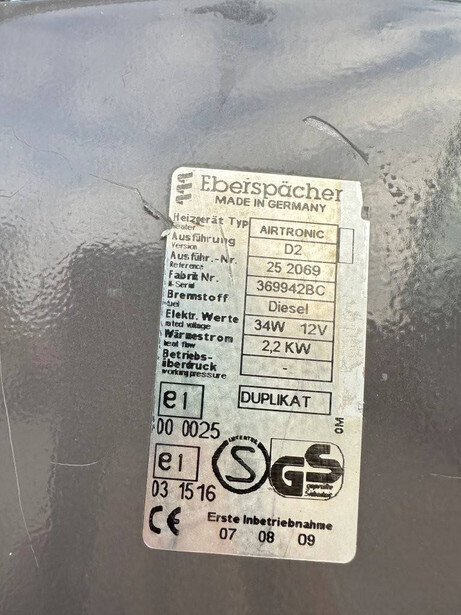 Eberspächer
MADE IN GERMANY
Heizgerät Typ AIRTRONIC
heater
Ausführung D2
Version
Ausführ.-Nr. 25 2069
Reference
Fabrik Nr. 369942BC
Serial
Brennstoff Diesel
fuel
Elektr. Werte 34W 12V
rated voltage
Wärmestrom 2,2 KW
heat flow
Betriebs-
überdruck -
working pressure
e1 DUPLIKAT
00 0025
e1 S GS
geprüfte
Sicherheit
03 1516
CE Erste Inbetriebnahme
07 08 09